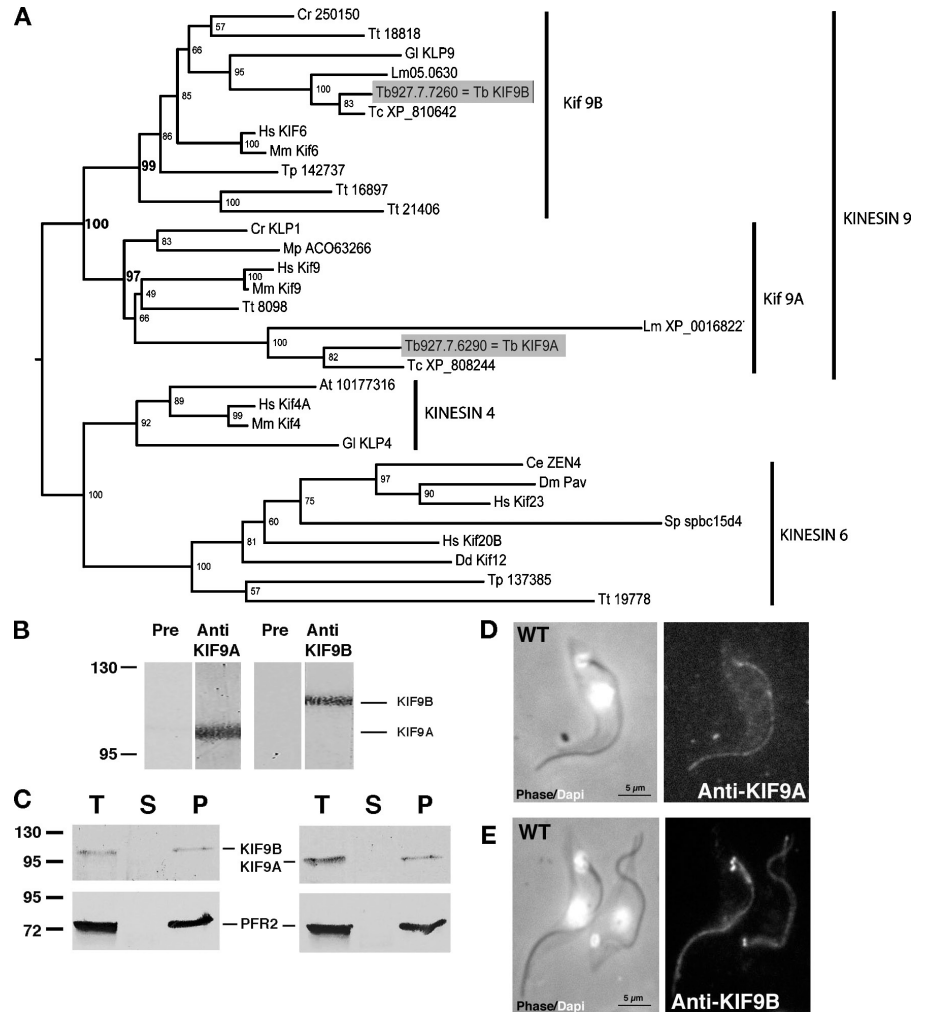 A
Cr 250150
57
Tt 18818
66
Gl KLP9
95
Lm05.0630
100
Tb927.7.7260 = Tb KIF9B
83
Tc XP_810642
85
Kif 9B
Hs KIF6
100
Mm Kif6
86
Tp 142737
99
Tt 16897
100
Tt 21406
100
KINESIN 9
Cr KLP1
83
Mp ACO63266
97
Hs Kif9
100
Mm Kif9
49
Tt 8098
66
Kif 9A
Lm XP_0016822
100
Tb927.7.6290 = Tb KIF9A
82
Tc XP_808244
At 10177316
89
Hs Kif4A
99
Mm Kif4
92
Gl KLP4
KINESIN 4
100
Ce ZEN4
97
Dm Pav
90
Hs Kif23
75
Sp spbc15d4
60
Hs Kif20B
81
Dd Kif12
100
Tp 137385
57
Tt 19778
KINESIN 6
B
Pre Anti KIF9A Pre Anti KIF9B
130
95
KIF9B
KIF9A
C
T S P T S P
130
95
KIF9B
KIF9A
95
72
PFR2
D
WT
Phase/Dapi
5 µm
Anti-KIF9A
E
WT
Phase/Dapi
5 µm
Anti-KIF9B